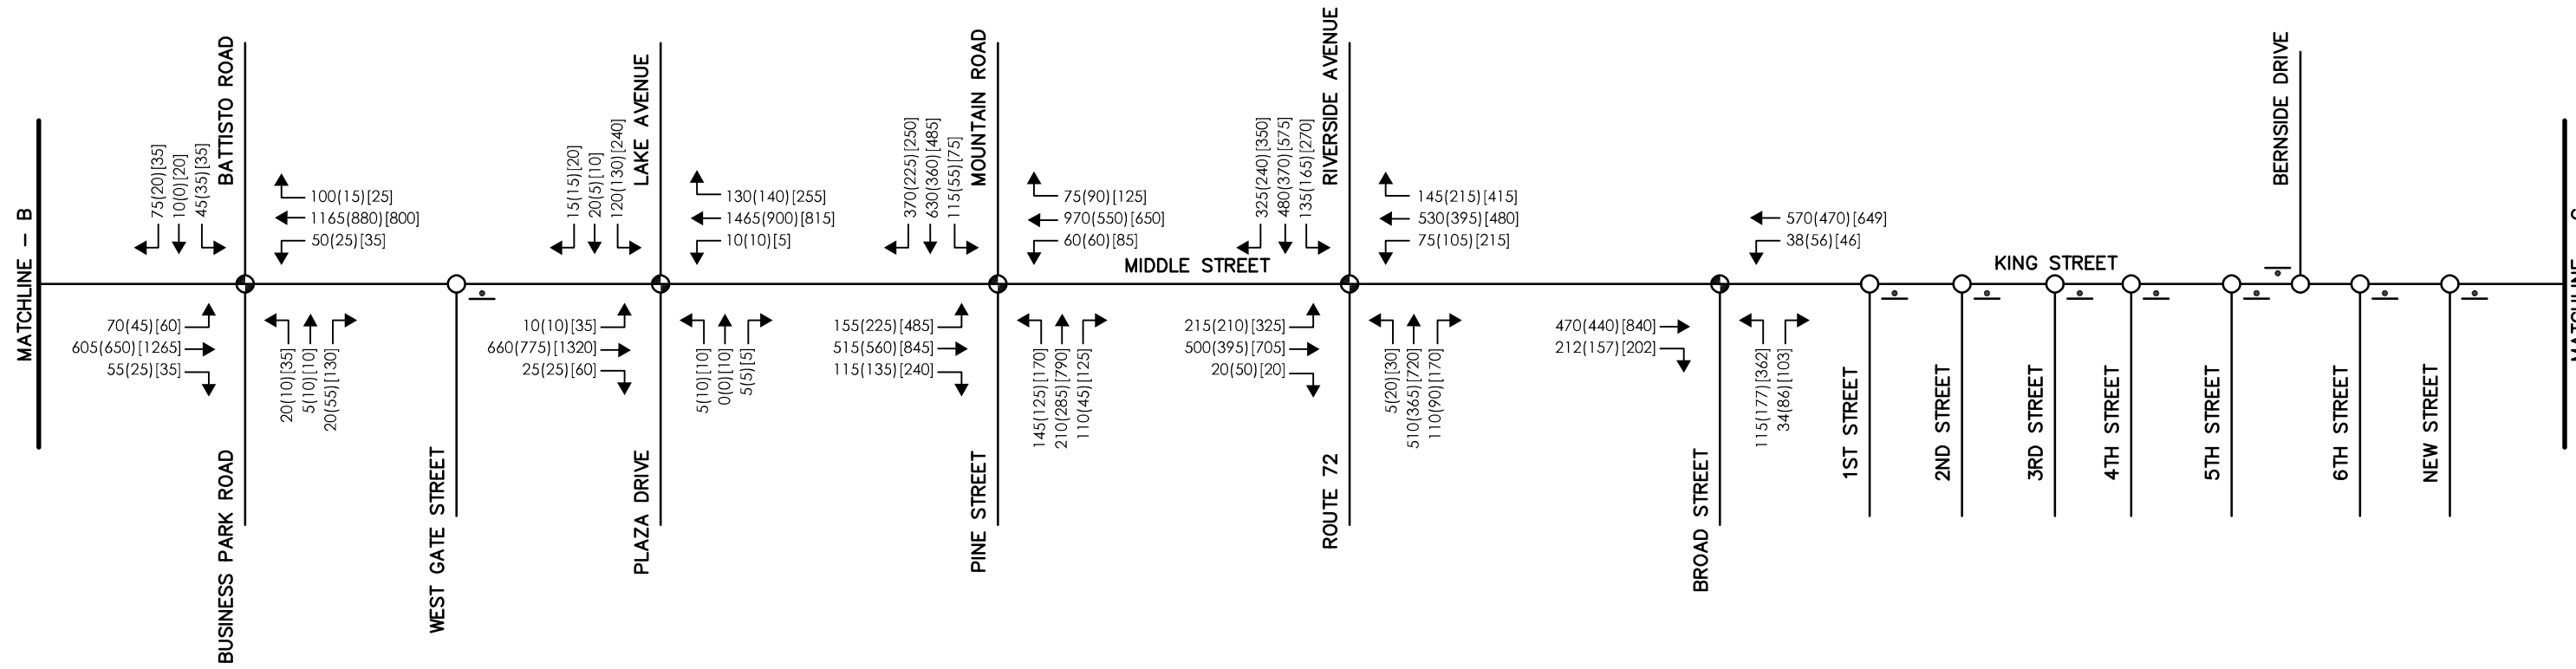 MATCHLINE - B
BATTISTO ROAD
75(20)[35]
10(0)[20]
45(35)[35]
100(15)[25]
1165(880)[800]
50(25)[35]
70(45)[60]
605(650)[1265]
55(25)[35]
20(10)[35]
5(10)[10]
20(55)[130]
BUSINESS PARK ROAD
WEST GATE STREET
LAKE AVENUE
15(15)[20]
20(5)[10]
120(130)[240]
130(140)[255]
1465(900)[815]
10(10)[5]
10(10)[35]
660(775)[1320]
25(25)[60]
5(10)[10]
0(0)[10]
5(5)[5]
PLAZA DRIVE
MOUNTAIN ROAD
370(225)[250]
630(360)[485]
115(55)[75]
75(90)[125]
970(550)[650]
60(60)[85]
155(225)[485]
515(560)[845]
115(135)[240]
145(125)[170]
210(285)[790]
110(45)[125]
PINE STREET
MIDDLE STREET
RIVERSIDE AVENUE
325(240)[350]
480(370)[575]
135(165)[270]
145(215)[415]
530(395)[480]
75(105)[215]
215(210)[325]
500(395)[705]
20(50)[20]
5(20)[30]
510(365)[720]
110(90)[170]
ROUTE 72
570(470)[649]
38(56)[46]
470(440)[840]
212(157)[202]
115(177)[362]
34(86)[103]
BROAD STREET
KING STREET
BERNSIDE DRIVE
1ST STREET
2ND STREET
3RD STREET
4TH STREET
5TH STREET
6TH STREET
NEW STREET